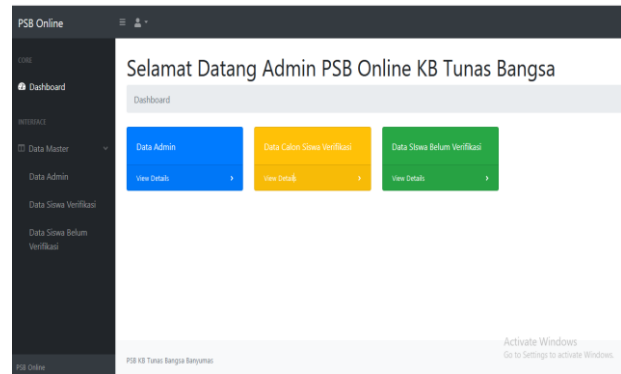 PSB Online
CORE
Dashboard
INTERFACE
Data Master
Data Admin
Data Siswa Verifikasi
Data Siswa Belum
Verifikasi
PSB Online
Selamat Datang Admin PSB Online KB Tunas Bangsa
Dashboard
Data Admin
View Details
Data Calon Siswa Verifikasi
View Details
Data Siswa Belum Verifikasi
View Details
PSB KB Tunas Bangsa Banyumas
Activate Windows
Go to Settings to activate Windows.